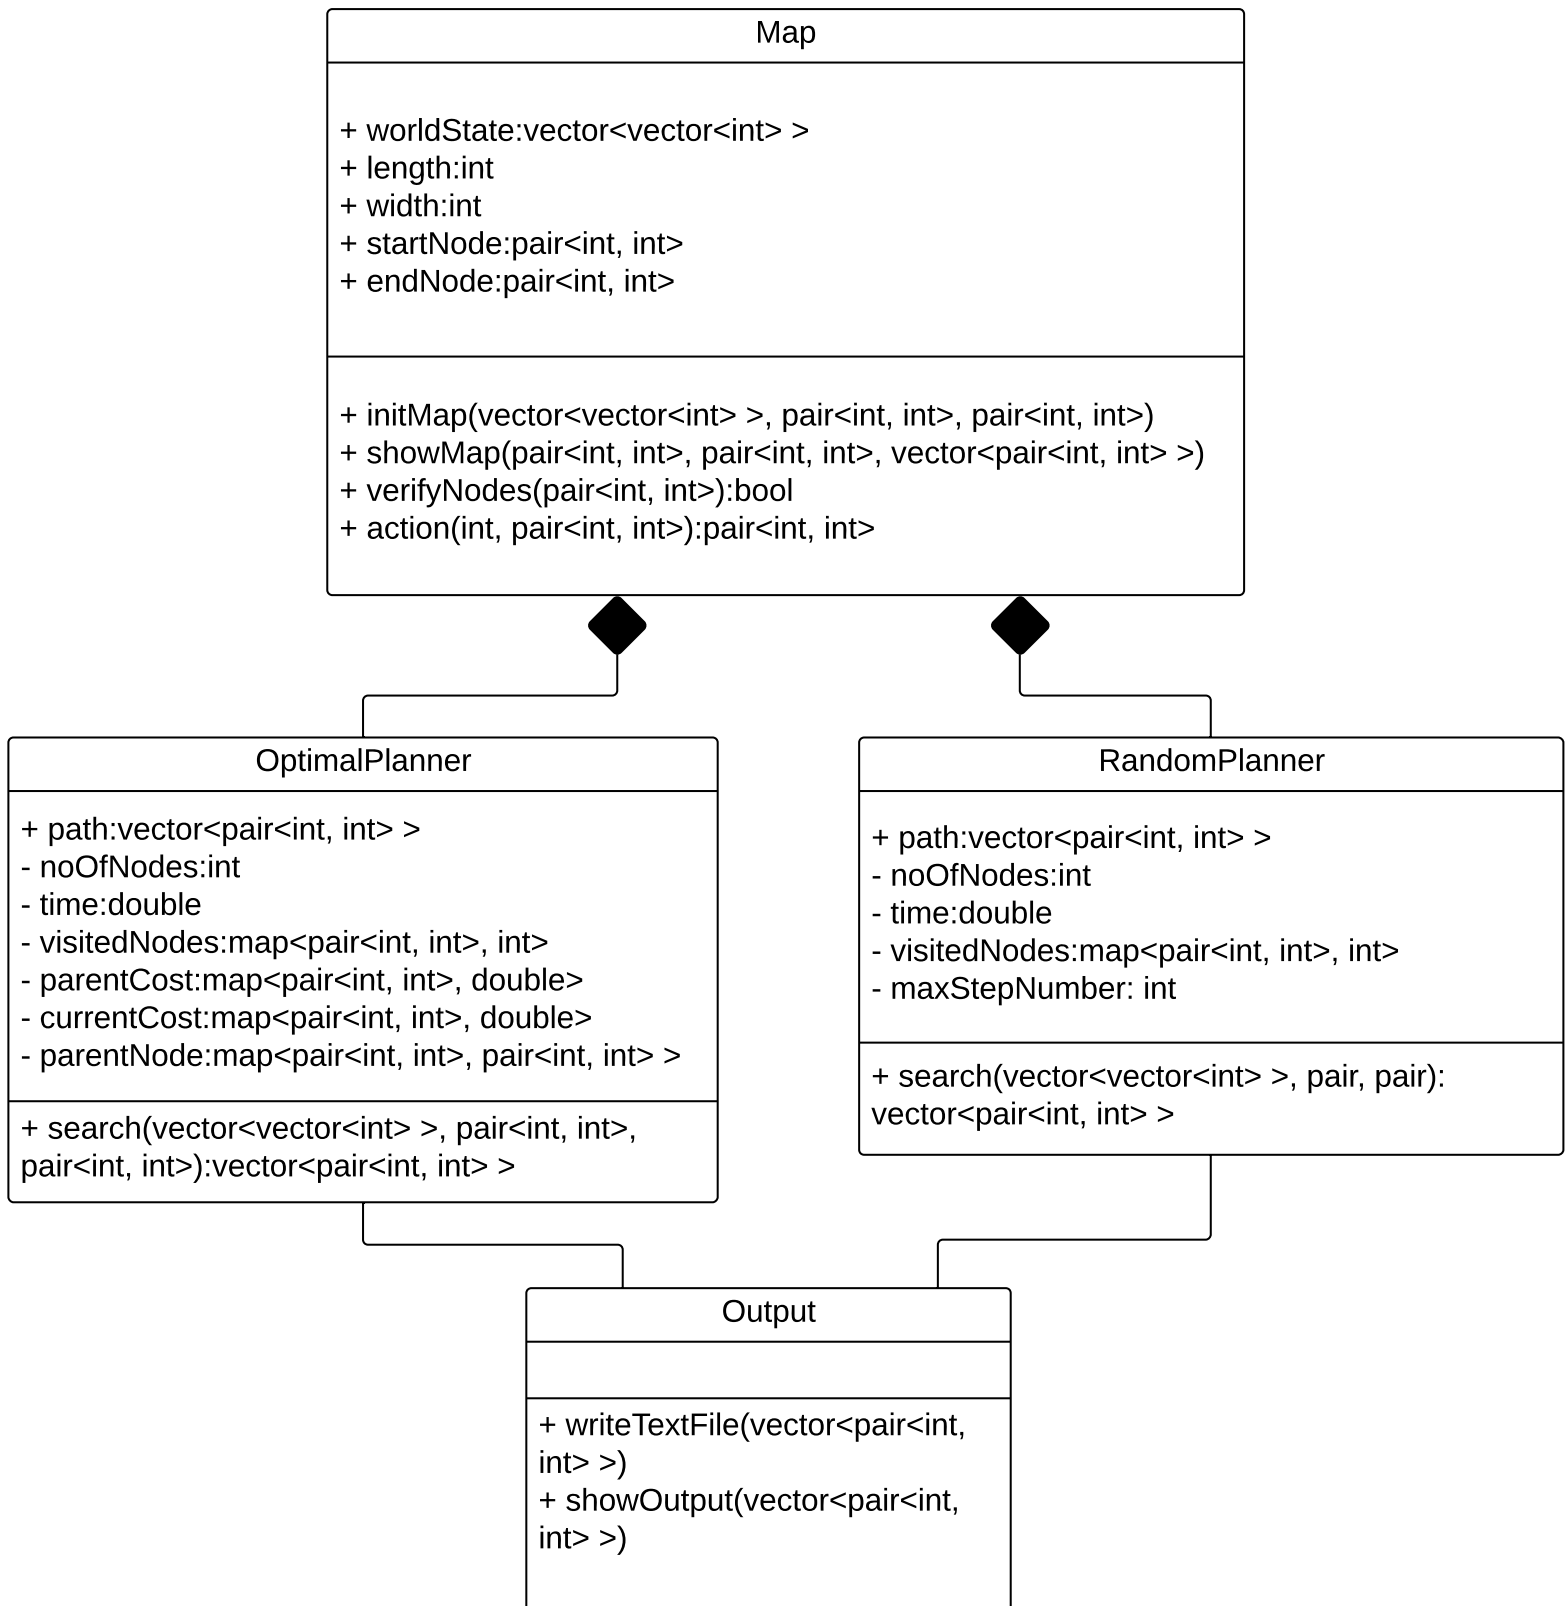 Map
+ worldState:vector<vector<int> >
+ length:int
+ width:int
+ startNode:pair<int, int>
+ endNode:pair<int, int>
+ initMap(vector<vector<int> >, pair<int, int>, pair<int, int>)
+ showMap(pair<int, int>, pair<int, int>, vector<pair<int, int> >)
+ verifyNodes(pair<int, int>):bool
+ action(int, pair<int, int>):pair<int, int>
OptimalPlanner
+ path:vector<pair<int, int> >
- noOfNodes:int
- time:double
- visitedNodes:map<pair<int, int>, int>
- parentCost:map<pair<int, int>, double>
- currentCost:map<pair<int, int>, double>
- parentNode:map<pair<int, int>, pair<int, int> >
+ search(vector<vector<int> >, pair<int, int>,
pair<int, int>):vector<pair<int, int> >
RandomPlanner
+ path:vector<pair<int, int> >
- noOfNodes:int
- time:double
- visitedNodes:map<pair<int, int>, int>
- maxStepNumber: int
+ search(vector<vector<int> >, pair, pair):
vector<pair<int, int> >
Output
+ writeTextFile(vector<pair<int,
int> >)
+ showOutput(vector<pair<int,
int> >)